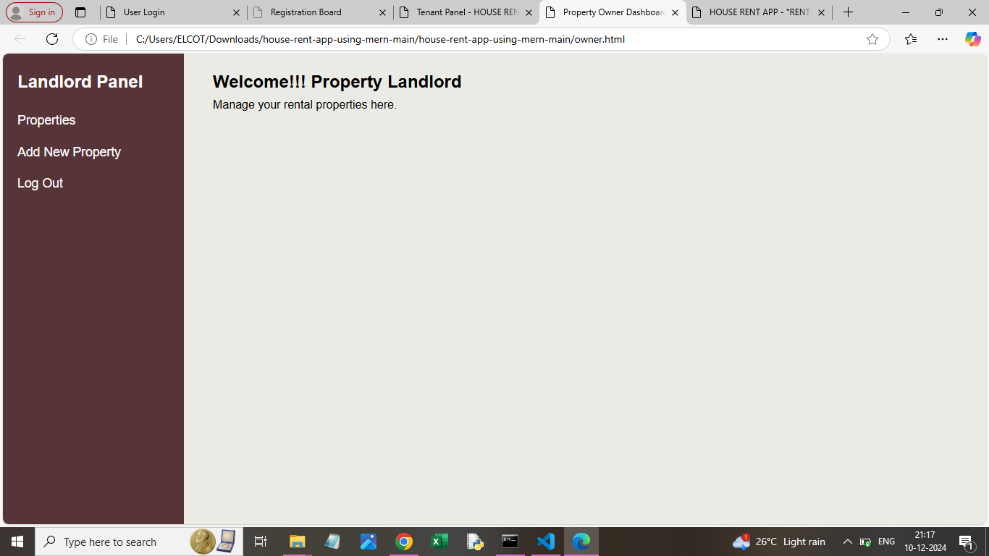 Sign in
User Login
Registration Board
Tenant Panel - HOUSE REN
Property Owner Dashboard
HOUSE RENT APP - "RENT
File
C:/Users/ELCOT/Downloads/house-rent-app-using-mern-main/house-rent-app-using-mern-main/owner.html
Landlord Panel
Properties
Add New Property
Log Out
Welcome!!! Property Landlord
Manage your rental properties here.
Type here to search
26°C Light rain
ENG
21:17
10-12-2024
1